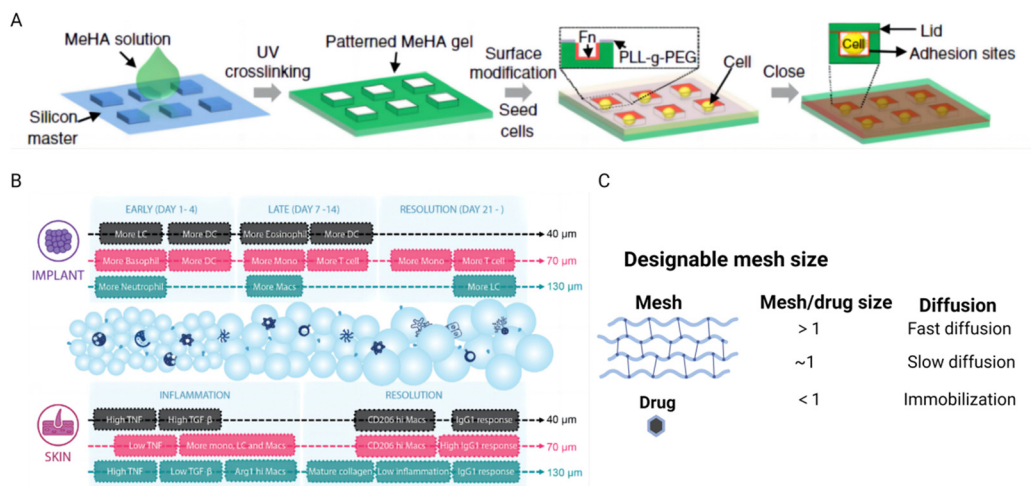 A
MeHA solution
Silicon
master
UV
crosslinking
Patterned MeHA gel
Surface
modification
Seed
cells
Fn
PLL-g-PEG
Cell
Close
Cell
Lid
Adhesion sites
B
EARLY (DAY 1- 4)
LATE (DAY 7 -14)
RESOLUTION (DAY 21 - )
More LC
More DC
More Eosinophil
More DC
40 µm
IMPLANT
More Basophil
More DC
More Mono
More T cell
More Mono
More T cell
70 µm
More Neutrophil
More Macs
More LC
130 µm
INFLAMMATION
RESOLUTION
High TNF
High TGF β
CD206 hi Macs
IgG1 response
40 µm
SKIN
Low TNF
More mono, LC and Macs
CD206 hi Macs
High IgG1 response
70 µm
High TNF
Low TGF β
Arg1 hi Macs
Mature collagen
Low inflammation
IgG1 response
130 µm
C
Designable mesh size
Mesh
Mesh/drug size
Diffusion
> 1
Fast diffusion
~1
Slow diffusion
Drug
< 1
Immobilization